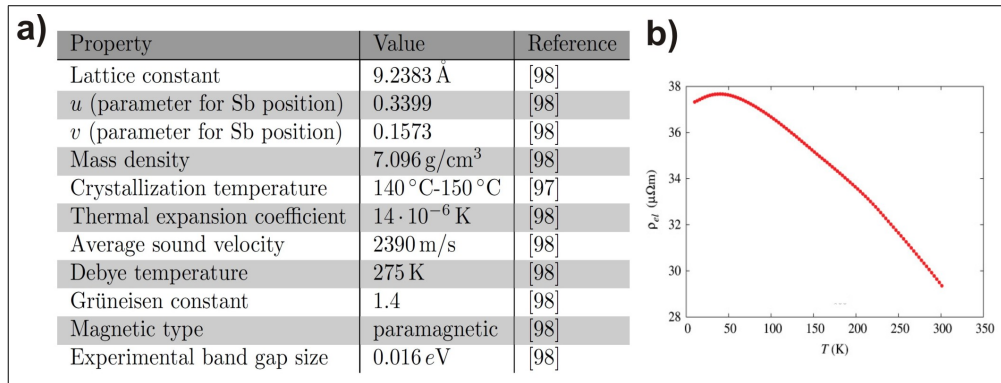 a)
Property Value Reference
Lattice constant 9.2383 Å [98]
u (parameter for Sb position) 0.3399 [98]
v (parameter for Sb position) 0.1573 [98]
Mass density 7.096 g/cm³ [98]
Crystallization temperature 140 °C-150 °C [97]
Thermal expansion coefficient 14 · 10⁻⁶ K [98]
Average sound velocity 2390 m/s [98]
Debye temperature 275 K [98]
Grüneisen constant 1.4 [98]
Magnetic type paramagnetic [98]
Experimental band gap size 0.016 eV [98]
b)
38
36
34
32
30
28
ρel (μΩm)
0 50 100 150 200 250 300 350
T (K)